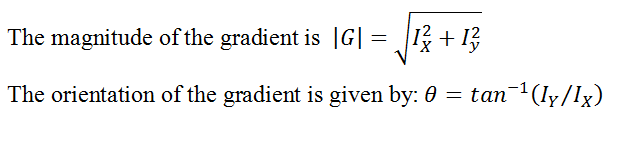 The magnitude of the gradient is |G| = √(I_X^2 + I_y^2)
The orientation of the gradient is given by: θ = tan^−1(I_Y/I_X)